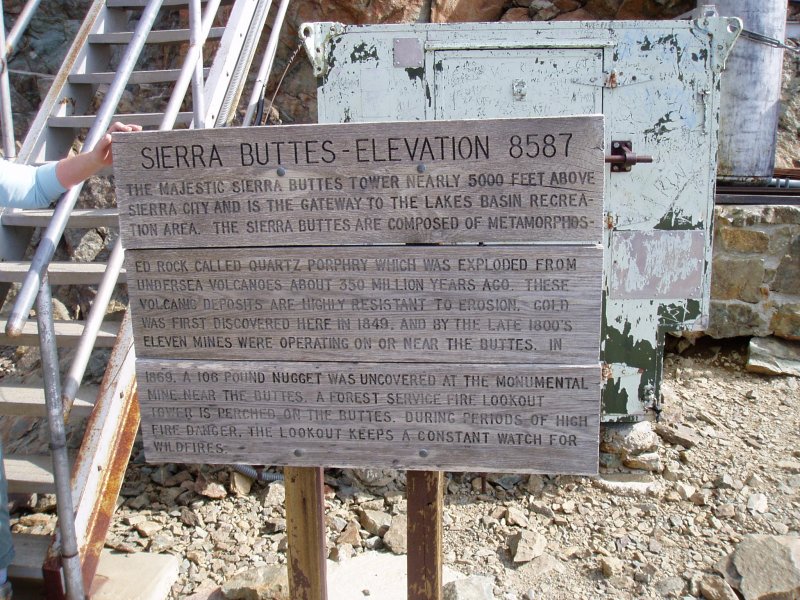 SIERRA BUTTES-ELEVATION 8587
THE MAJESTIC SIERRA BUTTES TOWER NEARLY 5000 FEET ABOVE
SIERRA CITY AND IS THE GATEWAY TO THE LAKES BASIN RECREA-
TION AREA. THE SIERRA BUTTES ARE COMPOSED OF METAMORPHOS-
ED ROCK CALLED QUARTZ PORPHRY WHICH WAS EXPLODED FROM
UNDERSEA VOLCANOES ABOUT 350 MILLION YEARS AGO. THESE
VOLCANIC DEPOSITS ARE HIGHLY RESISTANT TO EROSION. GOLD
WAS FIRST DISCOVERED HERE IN 1849, AND BY THE LATE 1800'S
ELEVEN MINES WERE OPERATING ON OR NEAR THE BUTTES. IN
1869, A 106 POUND NUGGET WAS UNCOVERED AT THE MONUMENTAL
MINE NEAR THE BUTTES. A FOREST SERVICE FIRE LOOKOUT
TOWER IS PERCHED ON THE BUTTES. DURING PERIODS OF HIGH
FIRE DANGER, THE LOOKOUT KEEPS A CONSTANT WATCH FOR
WILDFIRES.